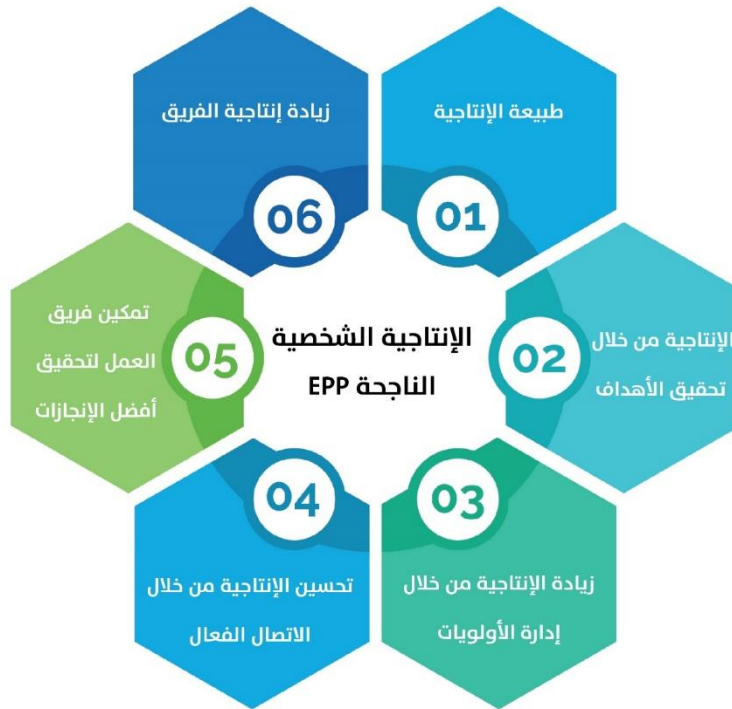 الإنتاجية الشخصية
الناجحة EPP
01
طبيعة الإنتاجية
02
الإنتاجية من خلال
تحقيق الأهداف
03
زيادة الإنتاجية من خلال
إدارة الأولويات
04
تحسين الإنتاجية من خلال
الاتصال الفعال
05
تمكين فريق
العمل لتحقيق
أفضل الإنجازات
06
زيادة إنتاجية الفريق